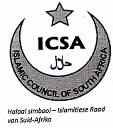 ICSA
حلال
ISLAMIC COUNCIL OF SOUTH AFRICA
Halaal simbool – Islamitiese Raad
van Suid-Afrika